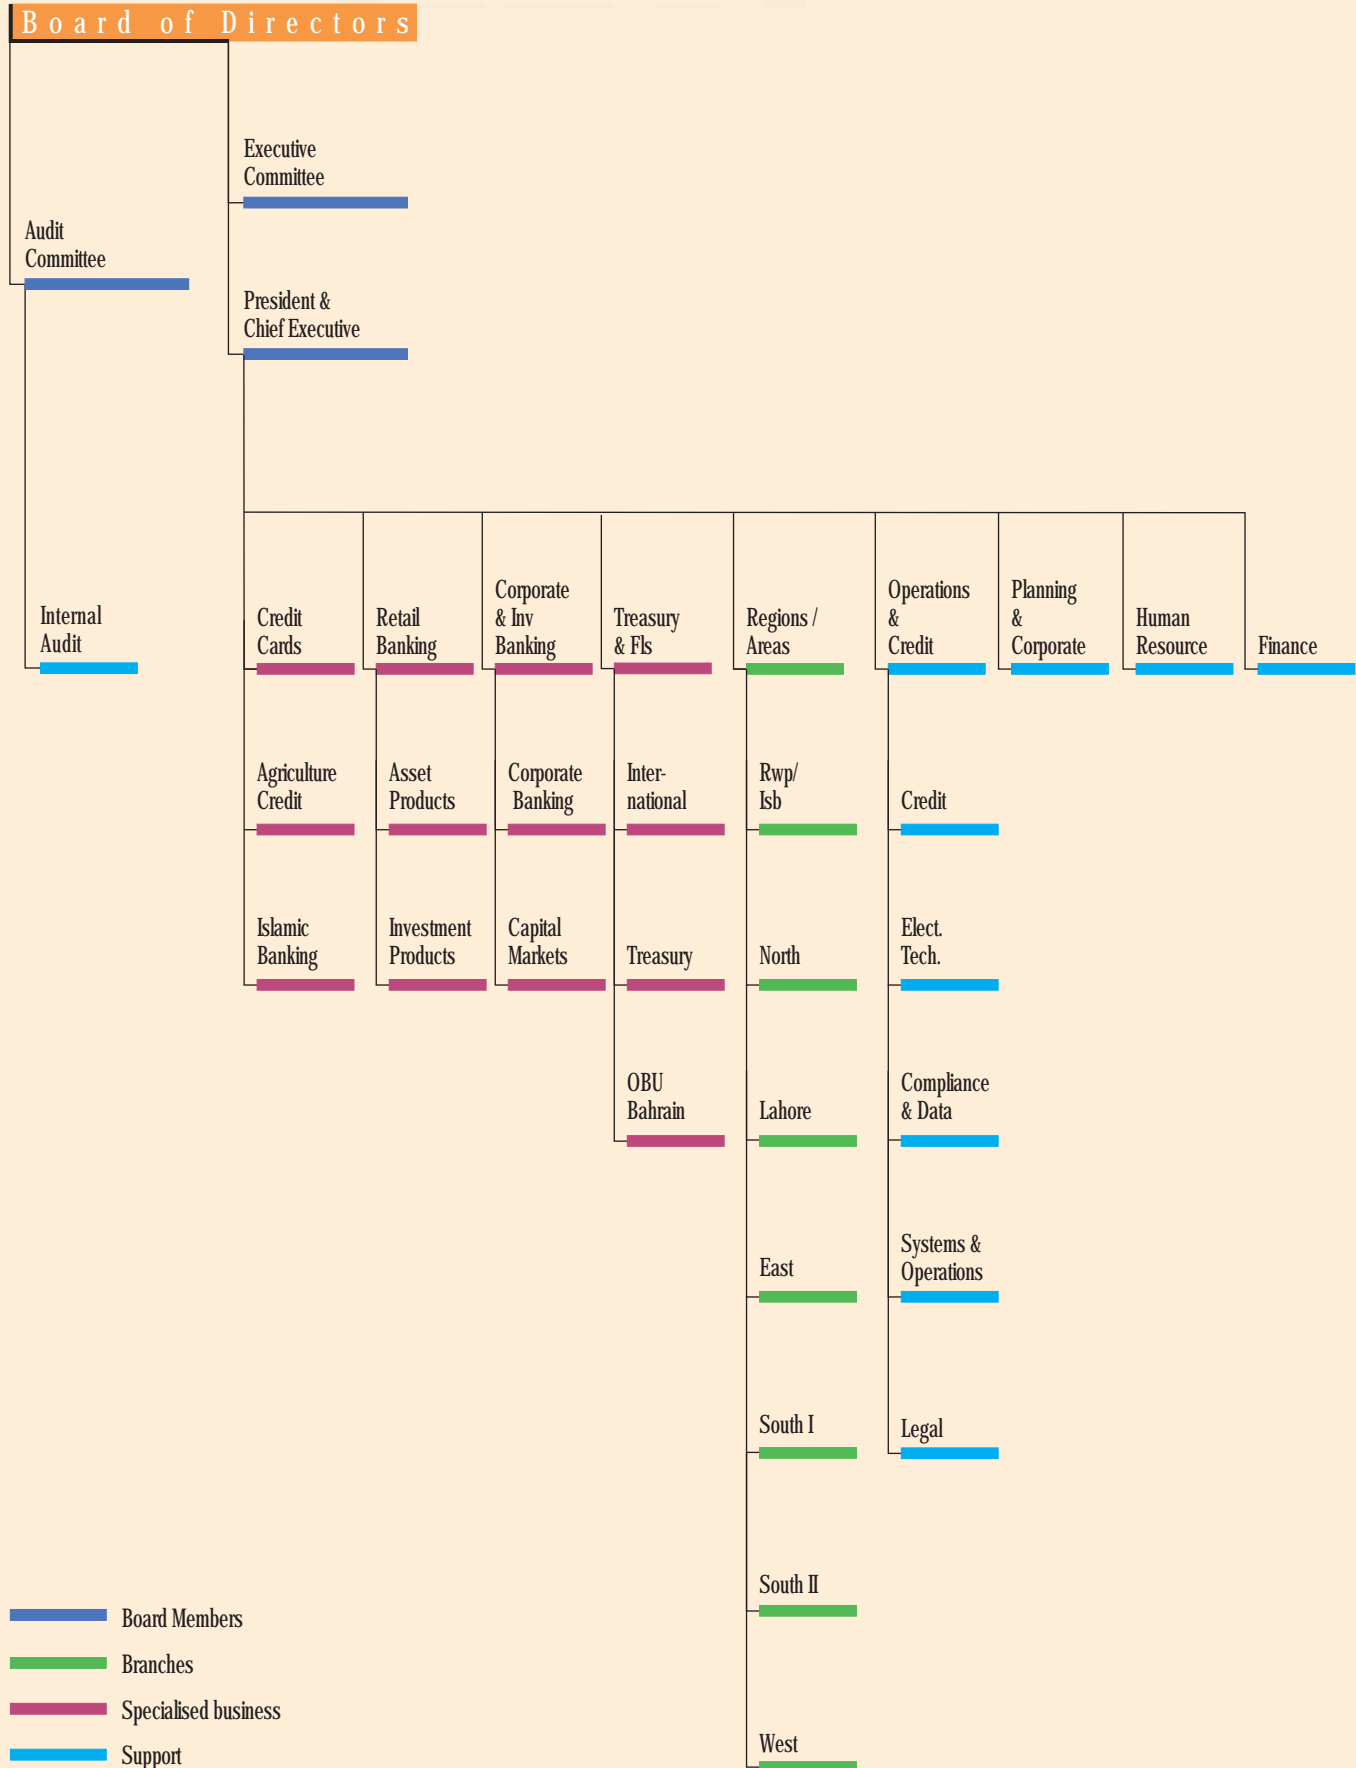 Board of Directors
Executive
Committee
Audit
Committee
President &
Chief Executive
Internal
Audit
Credit
Cards
Retail
Banking
Corporate
& Inv
Banking
Treasury
& FIs
Regions /
Areas
Operations
&
Credit
Planning
&
Corporate
Human
Resource
Finance
Agriculture
Credit
Asset
Products
Corporate
Banking
Inter-
national
Rwp/
Isb
Credit
Islamic
Banking
Investment
Products
Capital
Markets
Treasury
North
Elect.
Tech.
OBU
Bahrain
Lahore
Compliance
& Data
East
Systems &
Operations
South I
Legal
South II
West
Board Members
Branches
Specialised business
Support